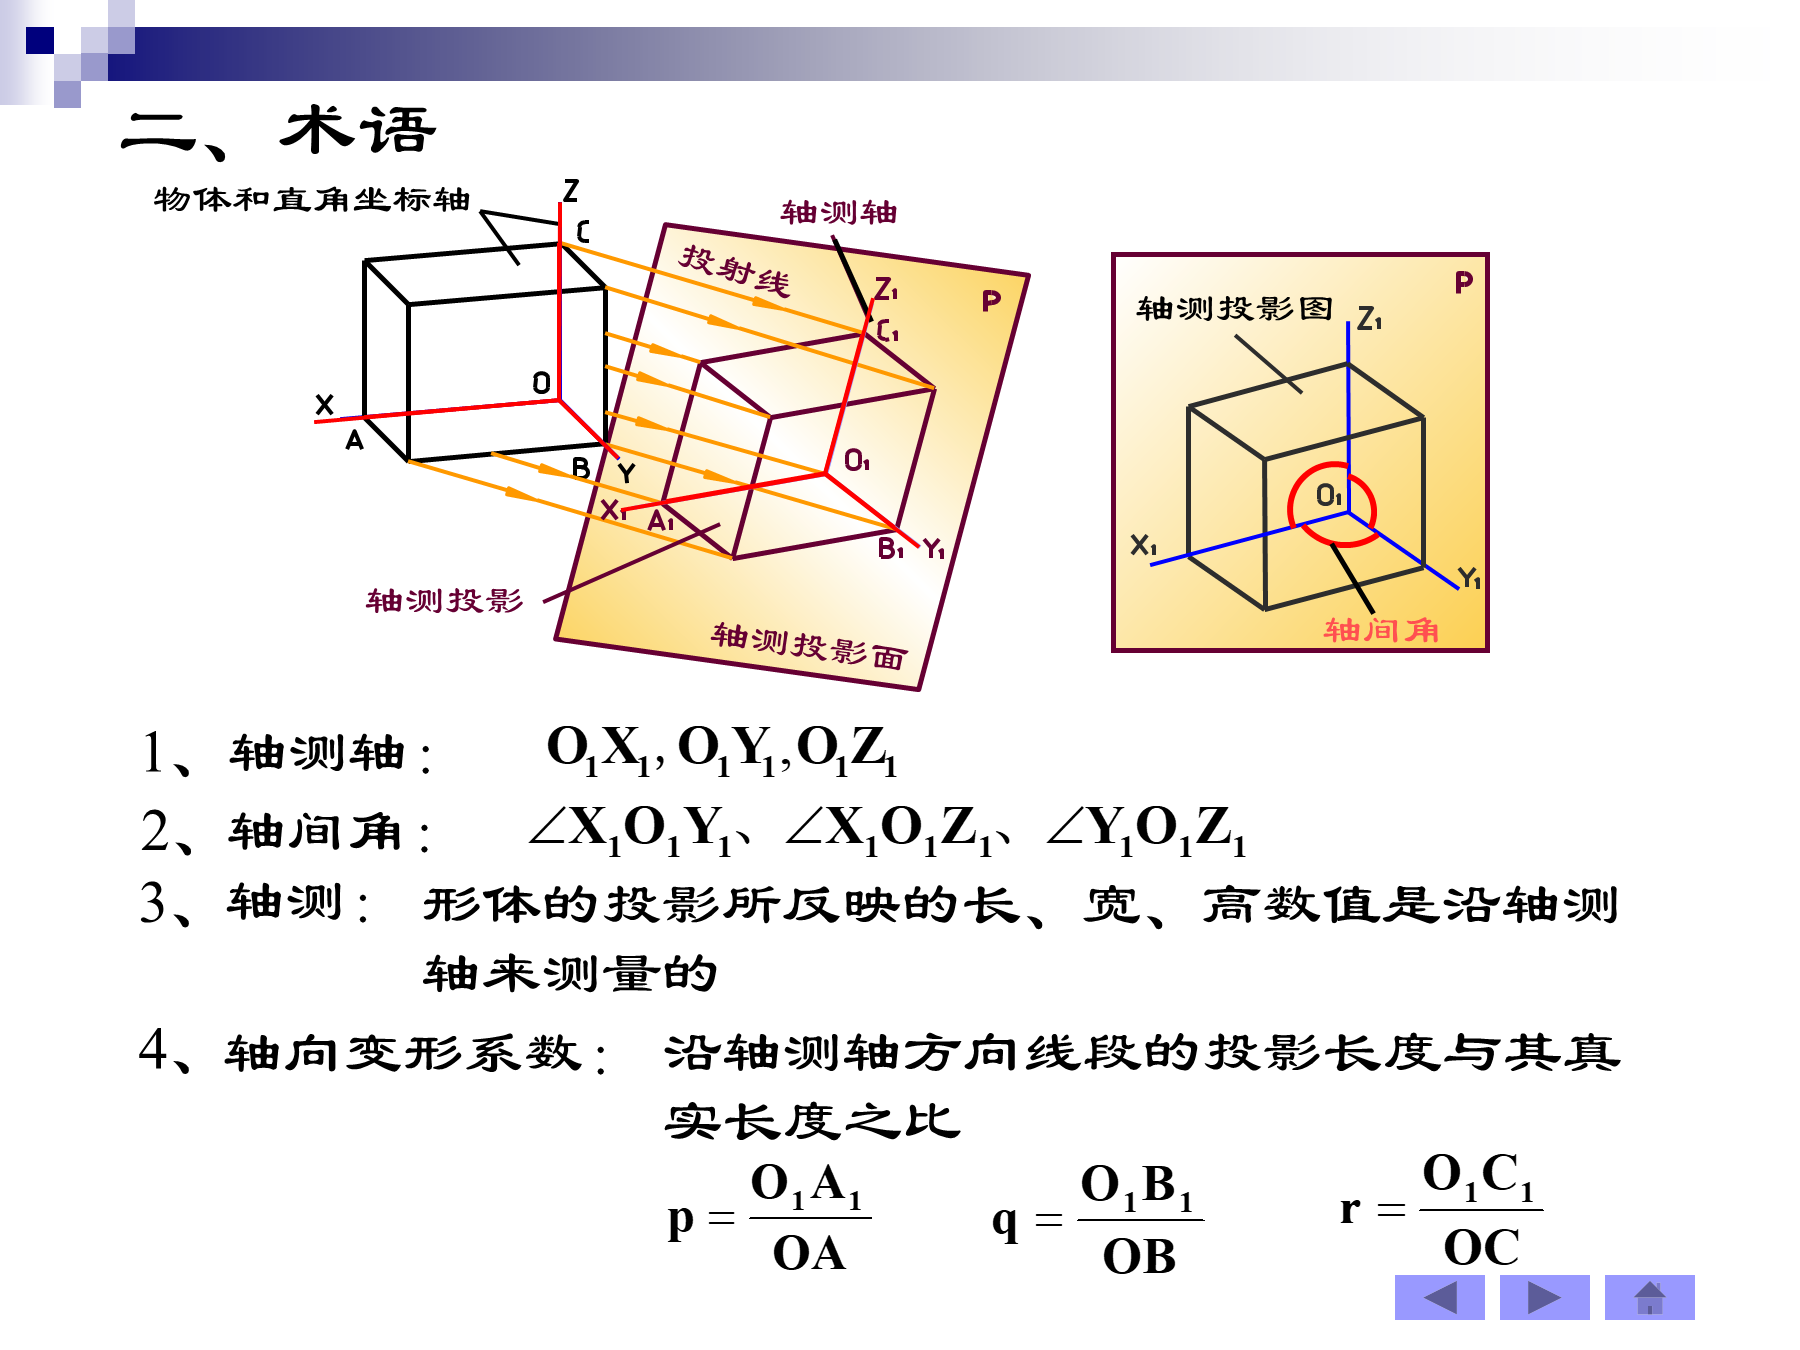 二、术语
物体和直角坐标轴
Z
C
X
A
O
B
Y
轴测轴
投射线
Z1
P
C1
O1
X1
A1
B1
Y1
轴测投影
轴测投影面
P
轴测投影图
Z1
O1
X1
Y1
轴间角
1、轴测轴： O1X1, O1Y1, O1Z1
2、轴间角： ∠X1O1Y1、∠X1O1Z1、∠Y1O1Z1
3、轴测： 形体的投影所反映的长、宽、高数值是沿轴测
轴来测量的
4、轴向变形系数： 沿轴测轴方向线段的投影长度与其真
实长度之比
p = O1A1 / OA
q = O1B1 / OB
r = O1C1 / OC